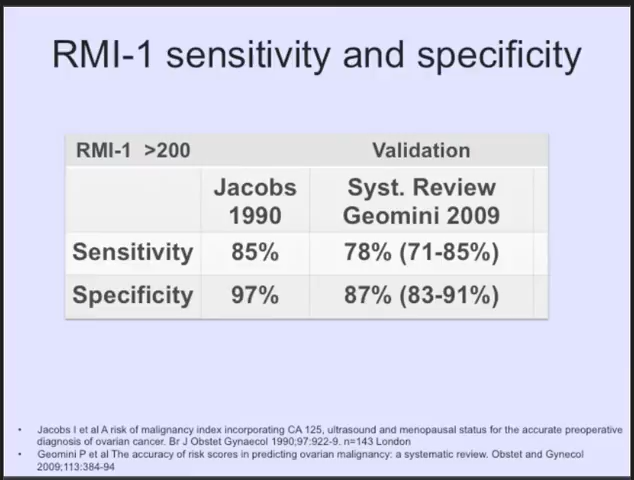 RMI-1 sensitivity and specificity
RMI-1 >200 Validation
Jacobs Syst. Review
1990 Geomini 2009
Sensitivity 85% 78% (71-85%)
Specificity 97% 87% (83-91%)
• Jacobs I et al A risk of malignancy index incorporating CA 125, ultrasound and menopausal status for the accurate preoperative
diagnosis of ovarian cancer. Br J Obstet Gynaecol 1990;97:922-9. n=143 London
• Geomini P et al The accuracy of risk scores in predicting ovarian malignancy: a systematic review. Obstet and Gynecol
2009;113:384-94